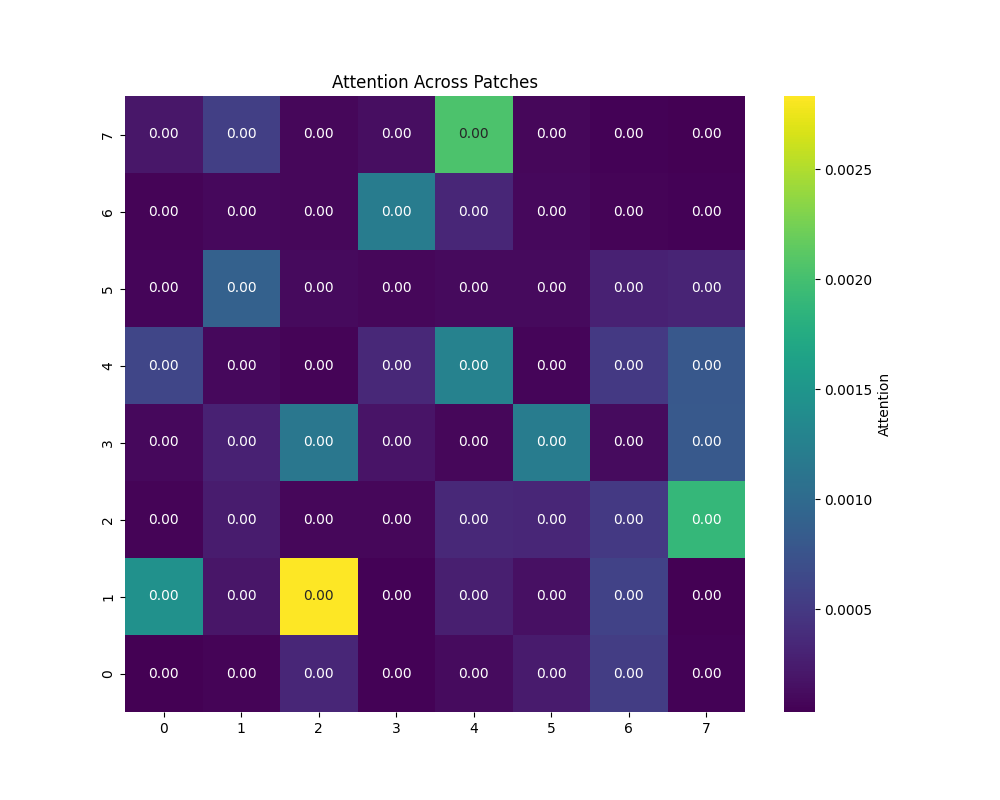 Attention Across Patches
7 0.00 0.00 0.00 0.00 0.00 0.00 0.00 0.00
6 0.00 0.00 0.00 0.00 0.00 0.00 0.00 0.00
5 0.00 0.00 0.00 0.00 0.00 0.00 0.00 0.00
4 0.00 0.00 0.00 0.00 0.00 0.00 0.00 0.00
3 0.00 0.00 0.00 0.00 0.00 0.00 0.00 0.00
2 0.00 0.00 0.00 0.00 0.00 0.00 0.00 0.00
1 0.00 0.00 0.00 0.00 0.00 0.00 0.00 0.00
0 0.00 0.00 0.00 0.00 0.00 0.00 0.00 0.00
0 1 2 3 4 5 6 7
0.0025
0.0020
0.0015
0.0010
0.0005
Attention